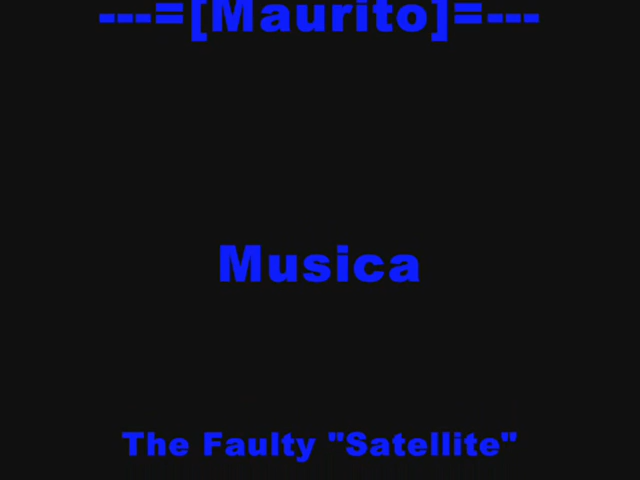 ---=[Maurito]=---
Musica
The Faulty "Satellite"